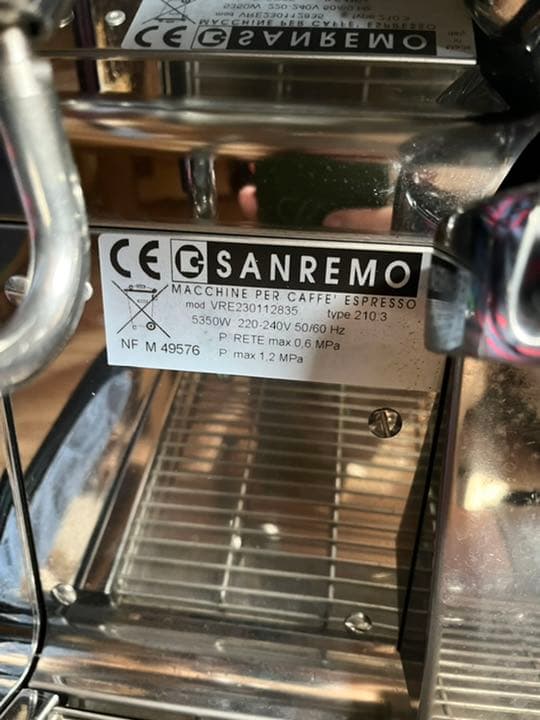 CE SANREMO
MACCHINE PER CAFFE' ESPRESSO
mod VRE230112835 type 210.3
5350W 220-240V 50/60 Hz
P RETE max 0,6 MPa
NF M 49576
P max 1,2 MPa